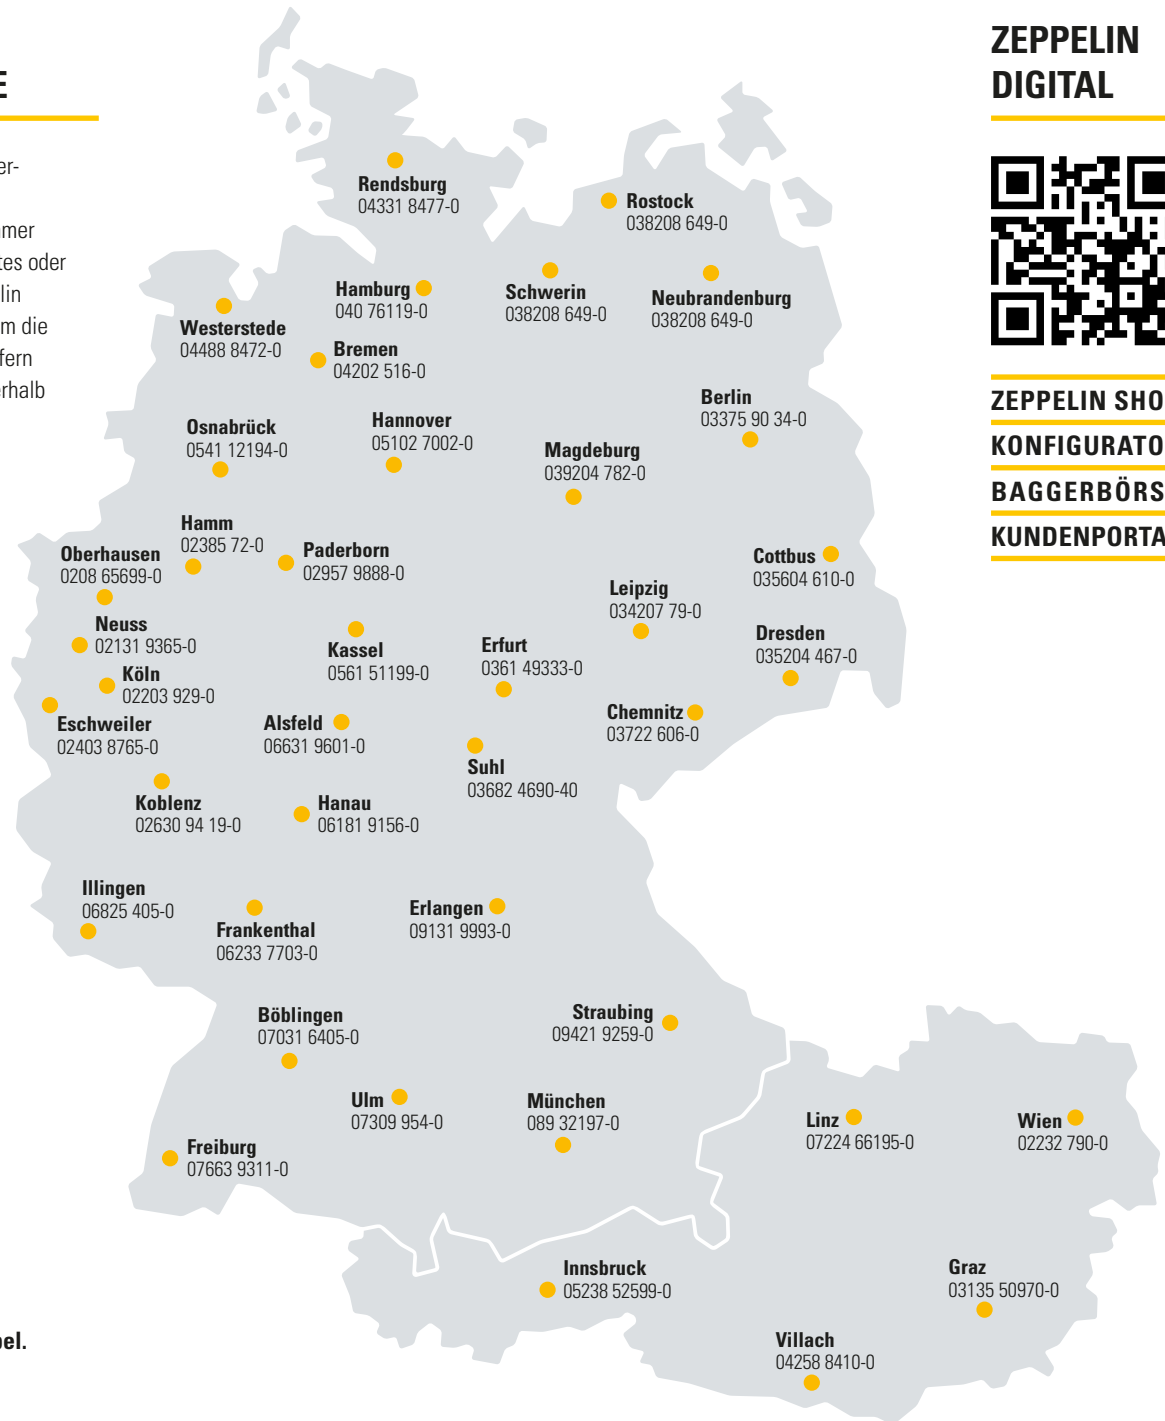 E
er-
mer
tes oder
lin
m die
fern
erhalb
pel.
Rendsburg
04331 8477-0
Rostock
038208 649-0
Hamburg
040 76119-0
Schwerin
038208 649-0
Neubrandenburg
038208 649-0
Westerstede
04488 8472-0
Bremen
04202 516-0
Berlin
03375 90 34-0
Osnabrück
0541 12194-0
Hannover
05102 7002-0
Magdeburg
039204 782-0
Hamm
02385 72-0
Oberhausen
0208 65699-0
Paderborn
02957 9888-0
Cottbus
035604 610-0
Leipzig
034207 79-0
Neuss
02131 9365-0
Kassel
0561 51199-0
Erfurt
0361 49333-0
Dresden
035204 467-0
Köln
02203 929-0
Eschweiler
02403 8765-0
Alsfeld
06631 9601-0
Chemnitz
03722 606-0
Suhl
03682 4690-40
Koblenz
02630 94 19-0
Hanau
06181 9156-0
Illingen
06825 405-0
Frankenthal
06233 7703-0
Erlangen
09131 9993-0
Böblingen
07031 6405-0
Straubing
09421 9259-0
Ulm
07309 954-0
München
089 32197-0
Linz
07224 66195-0
Wien
02232 790-0
Freiburg
07663 9311-0
Innsbruck
05238 52599-0
Graz
03135 50970-0
Villach
04258 8410-0
ZEPPELIN
DIGITAL
ZEPPELIN SHO
KONFIGURATO
BAGGERBÖRS
KUNDENPORTA